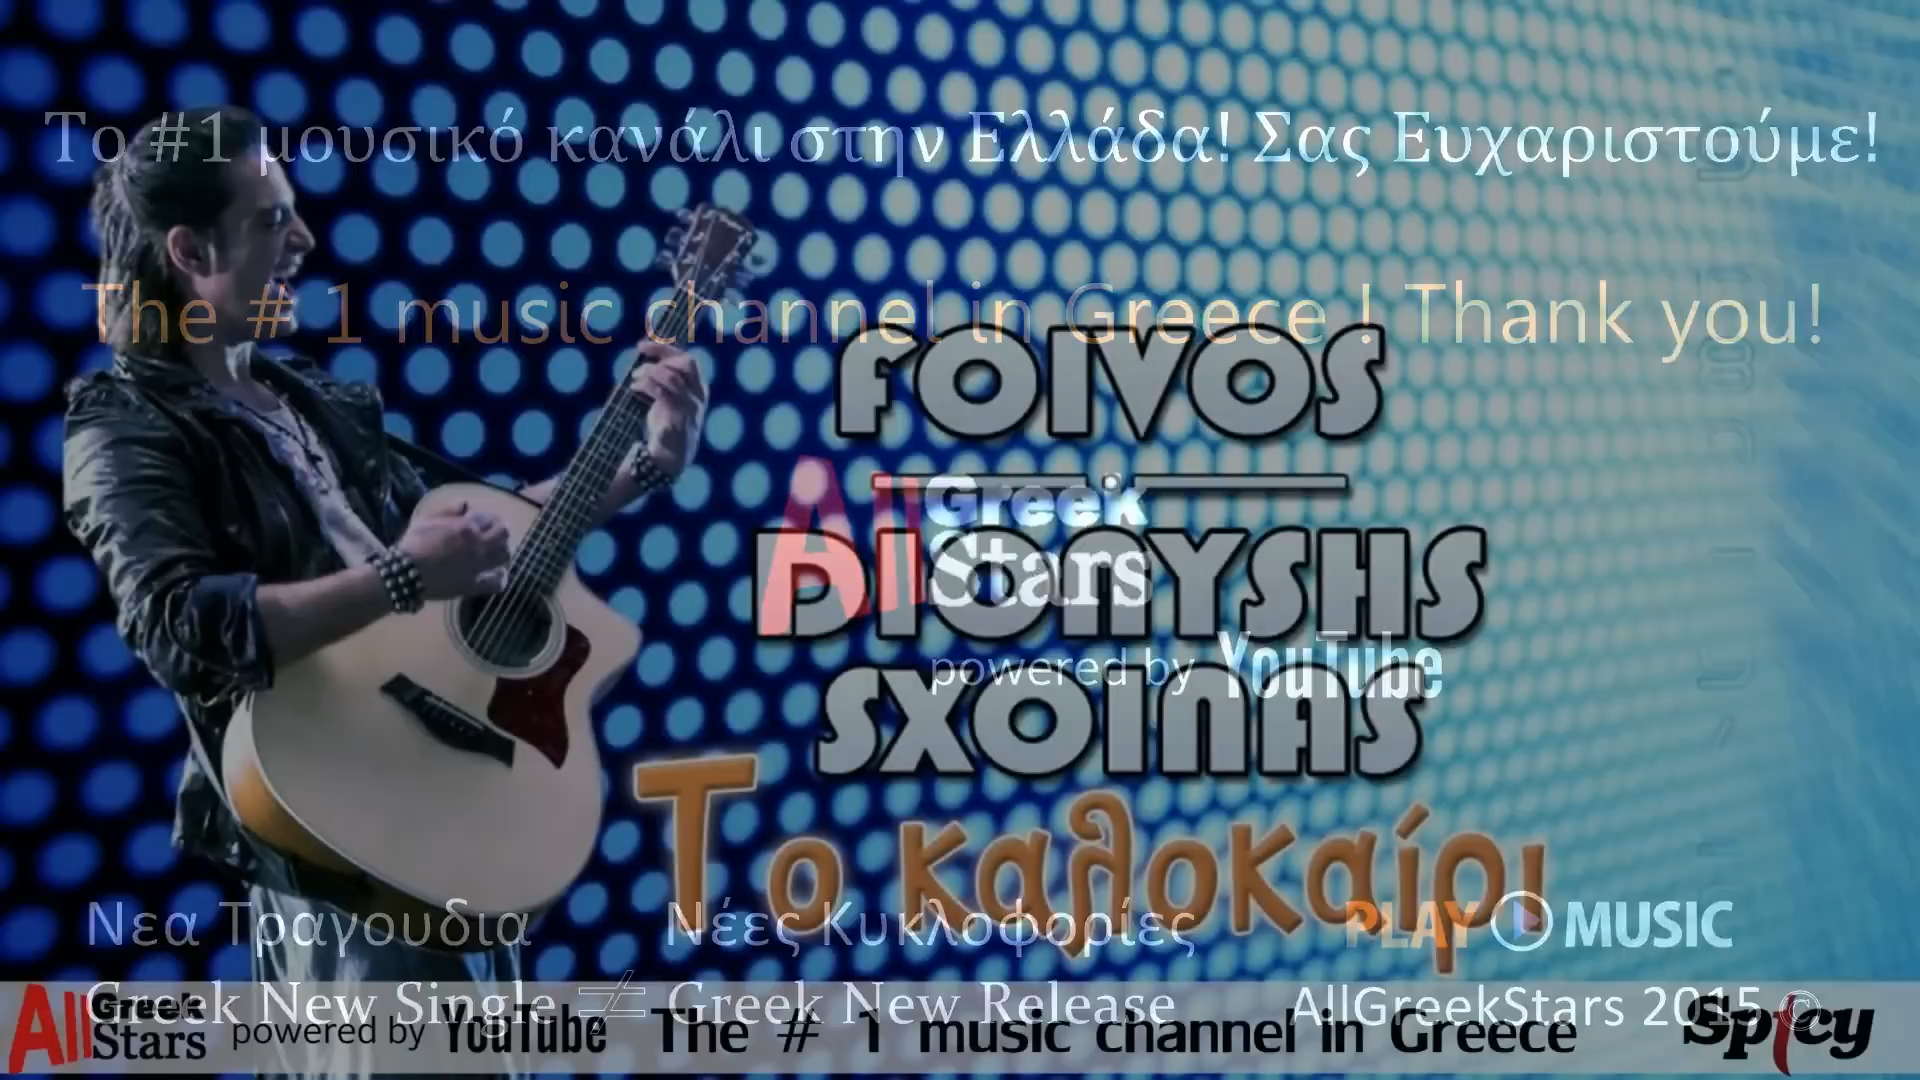 Το #1 μουσικό κανάλι στην Ελλάδα! Σας Ευχαριστούμε!
The # 1 music channel in Greece ! Thank you!
FOIVOS
All Greek Stars
DIONYSHS
powered by YouTube
SXOINAS
Το καλοκαίρι
Νεα Τραγουδια Νέες Κυκλοφορίες PLAY MUSIC
Greek New Single ≠ Greek New Release AllGreekStars 2015 ©
All Greek Stars powered by YouTube The # 1 music channel in Greece Spicy